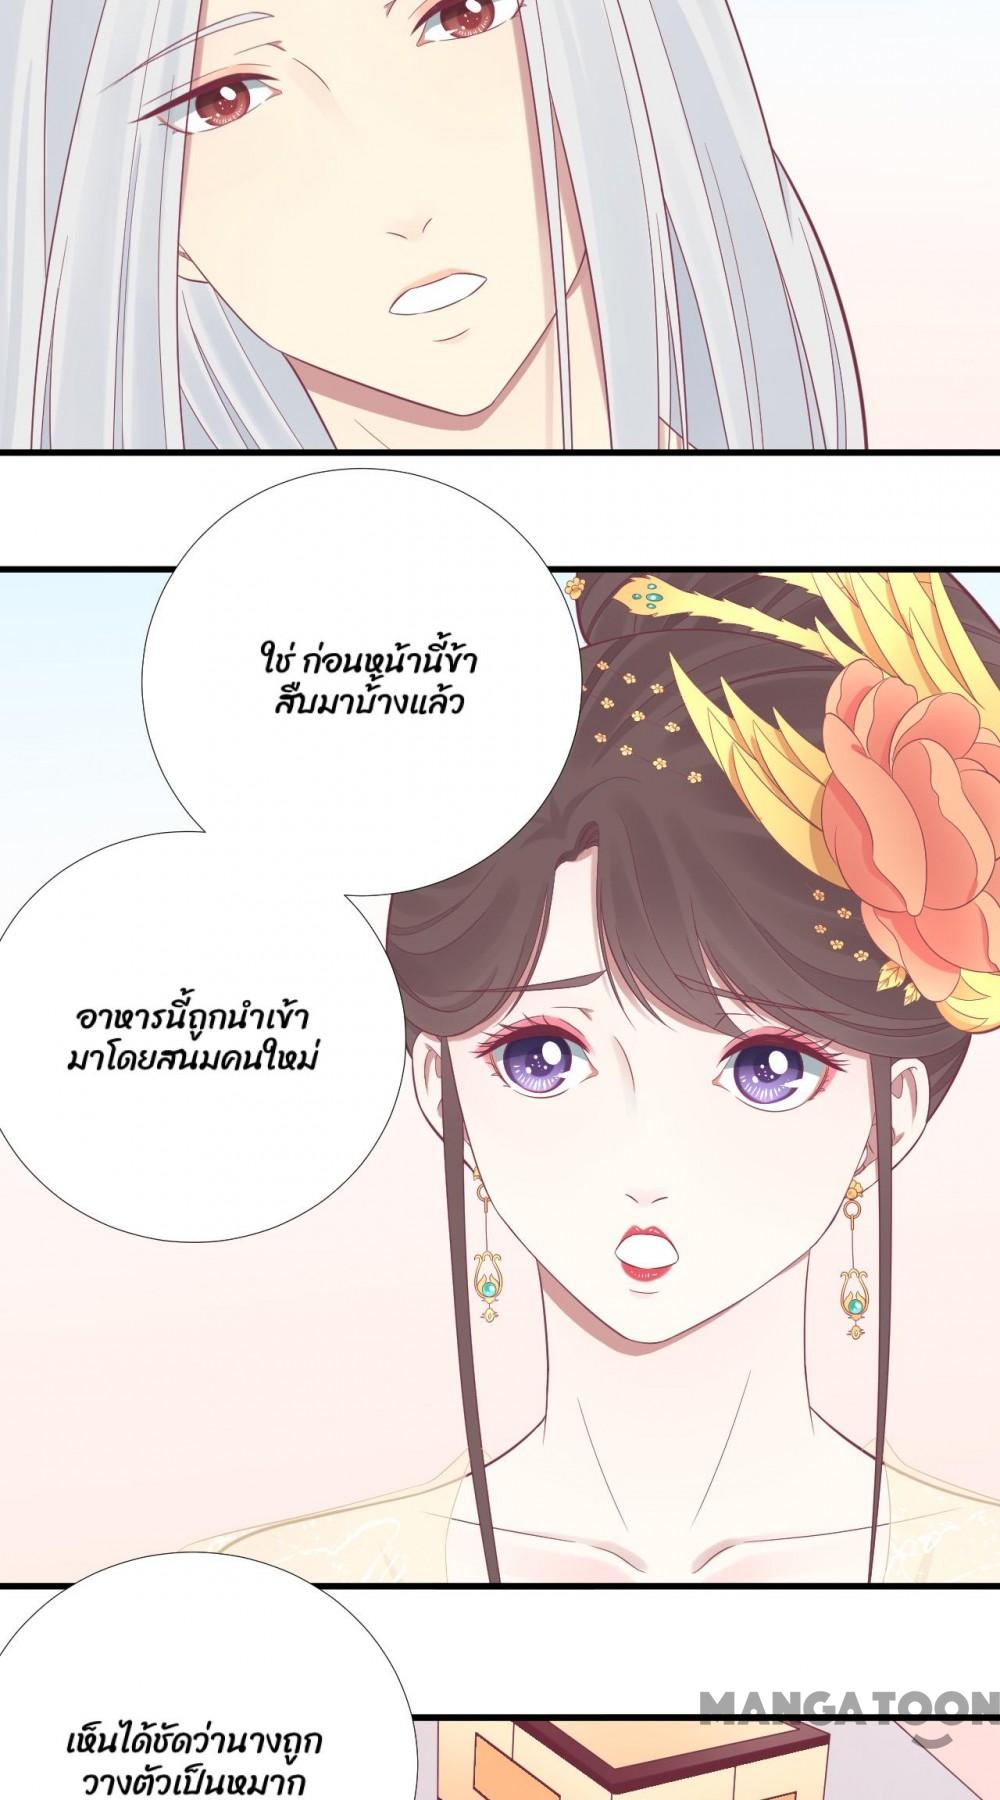 ใช่ ก่อนหน้านี้ข้า
สืบมาบ้างแล้ว
อาหารนี้ถูกนำเข้า
มาโดยสนมคนใหม่
MANGATOON
เห็นได้ชัดว่านางถูก
วางตัวเป็นหมาก